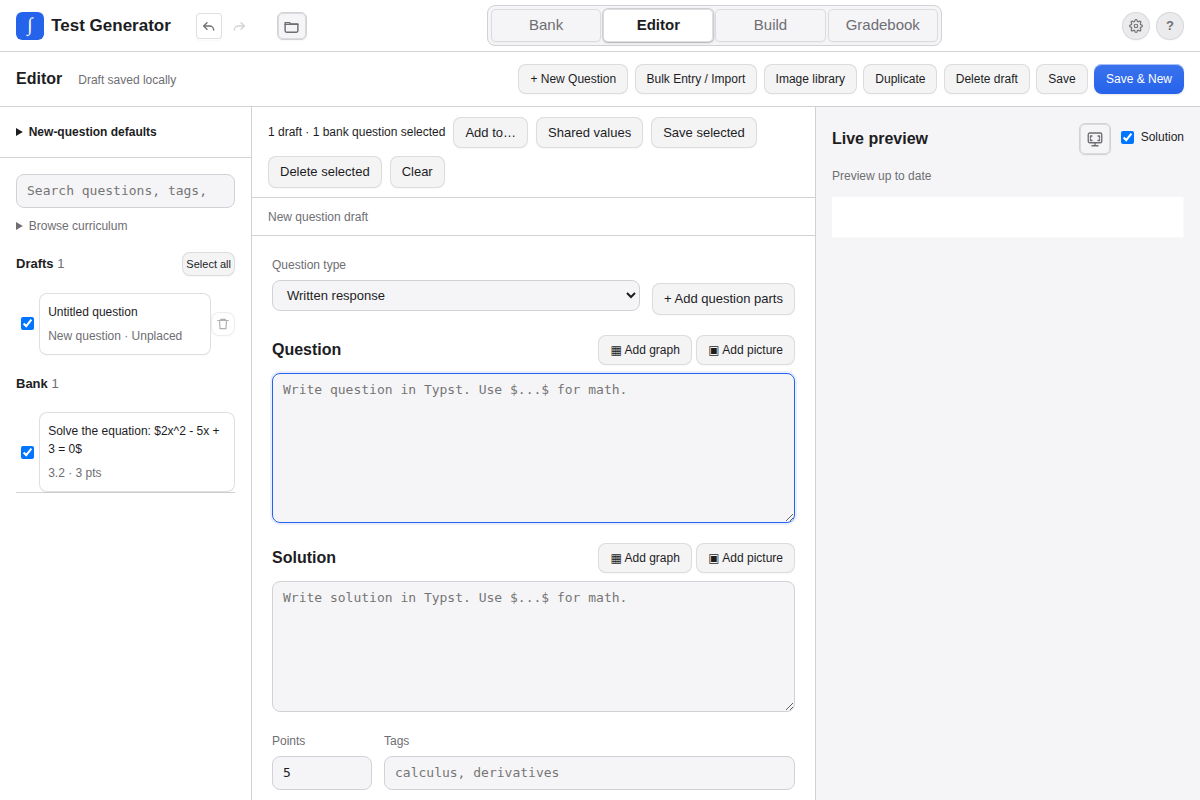 ∫ Test Generator
Bank
Editor
Build
Gradebook
?
Editor
Draft saved locally
+ New Question
Bulk Entry / Import
Image library
Duplicate
Delete draft
Save
Save & New
New-question defaults
Search questions, tags,
Browse curriculum
Drafts 1
Select all
Untitled question
New question · Unplaced
Bank 1
Solve the equation: $2x^2 - 5x +
3 = 0$
3.2 · 3 pts
1 draft · 1 bank question selected
Add to…
Shared values
Save selected
Delete selected
Clear
New question draft
Question type
Written response
+ Add question parts
Question
Add graph
Add picture
Write question in Typst. Use $...$ for math.
Solution
Add graph
Add picture
Write solution in Typst. Use $...$ for math.
Points
Tags
5
calculus, derivatives
Live preview
Solution
Preview up to date